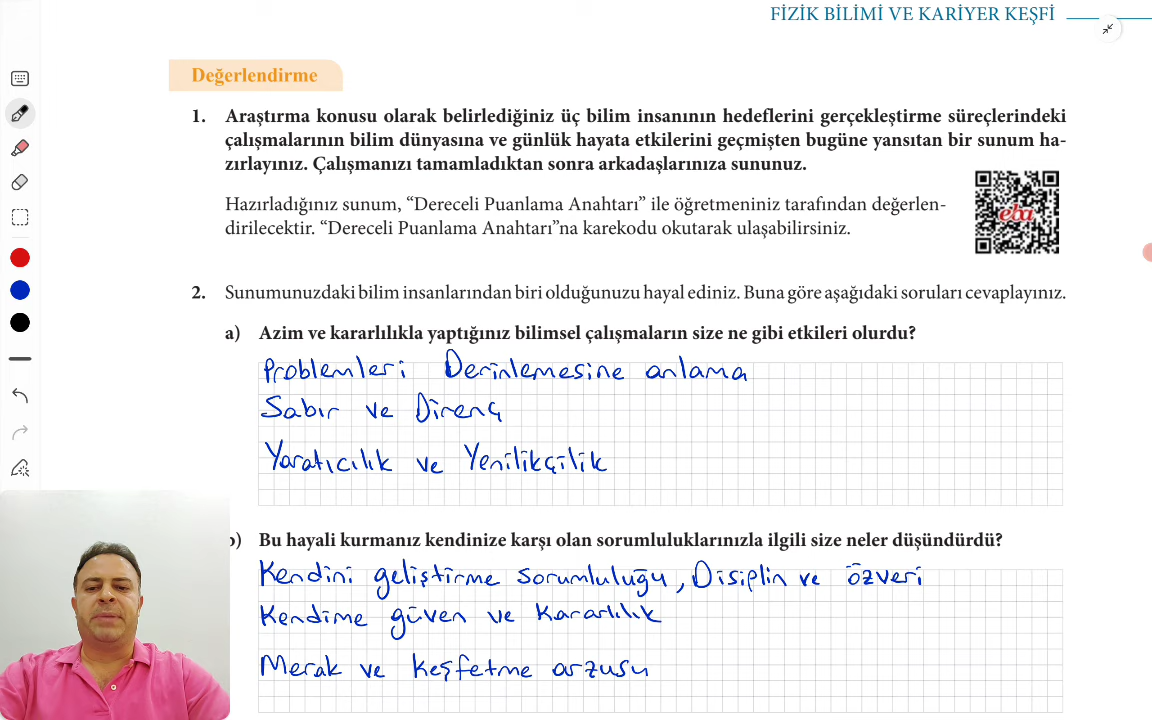 FİZİK BİLİMİ VE KARİYER KEŞFİ
Değerlendirme
1. Araştırma konusu olarak belirlediğiniz üç bilim insanının hedeflerini gerçekleştirme süreçlerindeki
çalışmalarının bilim dünyasına ve günlük hayata etkilerini geçmişten bugüne yansıtan bir sunum ha-
zırlayınız. Çalışmanızı tamamladıktan sonra arkadaşlarınıza sununuz.
Hazırladığınız sunum, “Dereceli Puanlama Anahtarı” ile öğretmeniniz tarafından değerlen-
dirilecektir. “Dereceli Puanlama Anahtarı”na karekodu okutarak ulaşabilirsiniz.
eba
2. Sunumunuzdaki bilim insanlarından biri olduğunuzu hayal ediniz. Buna göre aşağıdaki soruları cevaplayınız.
a) Azim ve kararlılıkla yaptığınız bilimsel çalışmaların size ne gibi etkileri olurdu?
Problemleri Derinlemesine anlama
Sabır ve Direnç
Yaratıcılık ve Yenilikçilik
b) Bu hayali kurmanız kendinize karşı olan sorumluluklarınızla ilgili size neler düşündürdü?
Kendini geliştirme sorumluluğu, Disiplin ve özveri
Kendime güven ve Kararlılık
Merak ve keşfetme arzusu